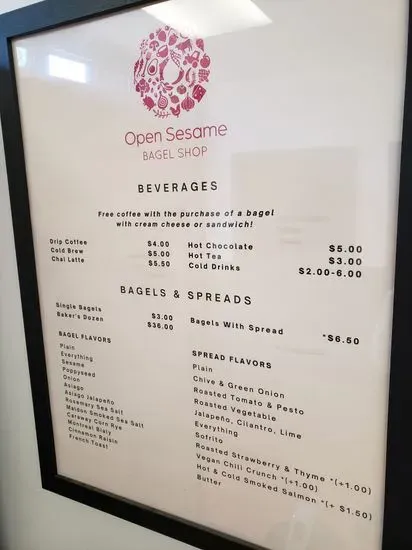 Open Sesame
BAGEL SHOP
BEVERAGES
Free coffee with the purchase of a bagel
with cream cheese or sandwich!
Drip Coffee $4.00
Cold Brew $5.00
Chai Latte $5.50
Hot Chocolate $5.00
Hot Tea $3.00
Cold Drinks $2.00-6.00
BAGELS & SPREADS
Single Bagels $3.00
Baker's Dozen $36.00
Bagels With Spread *$6.50
BAGEL FLAVORS
Plain
Everything
Sesame
Poppyseed
Onion
Asiago
Asiago Jalapeño
Rosemary Sea Salt
Maldon Smoked Sea Salt
Caraway Corn Rye
Montreal Bialy
Cinnamon Raisin
French Toast
SPREAD FLAVORS
Plain
Chive & Green Onion
Roasted Tomato & Pesto
Roasted Vegetable
Jalapeño, Cilantro, Lime
Everything
Sofrito
Roasted Strawberry & Thyme *(+1.00)
Vegan Chili Crunch *(+1.00)
Hot & Cold Smoked Salmon *(+ $1.50)
Butter